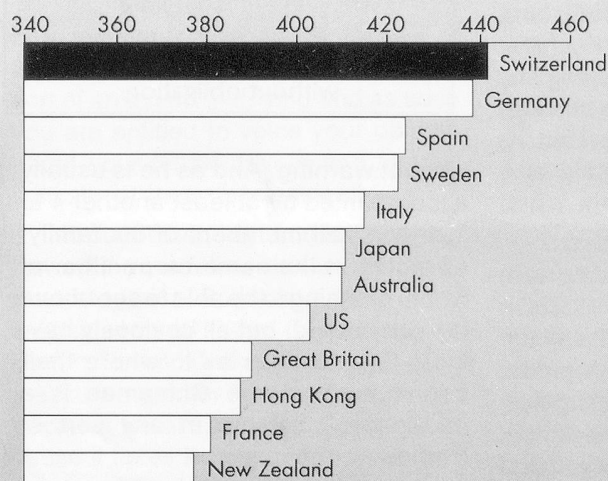 340 360 380 400 420 440 460
Switzerland
Germany
Spain
Sweden
Italy
Japan
Australia
US
Great Britain
Hong Kong
France
New Zealand